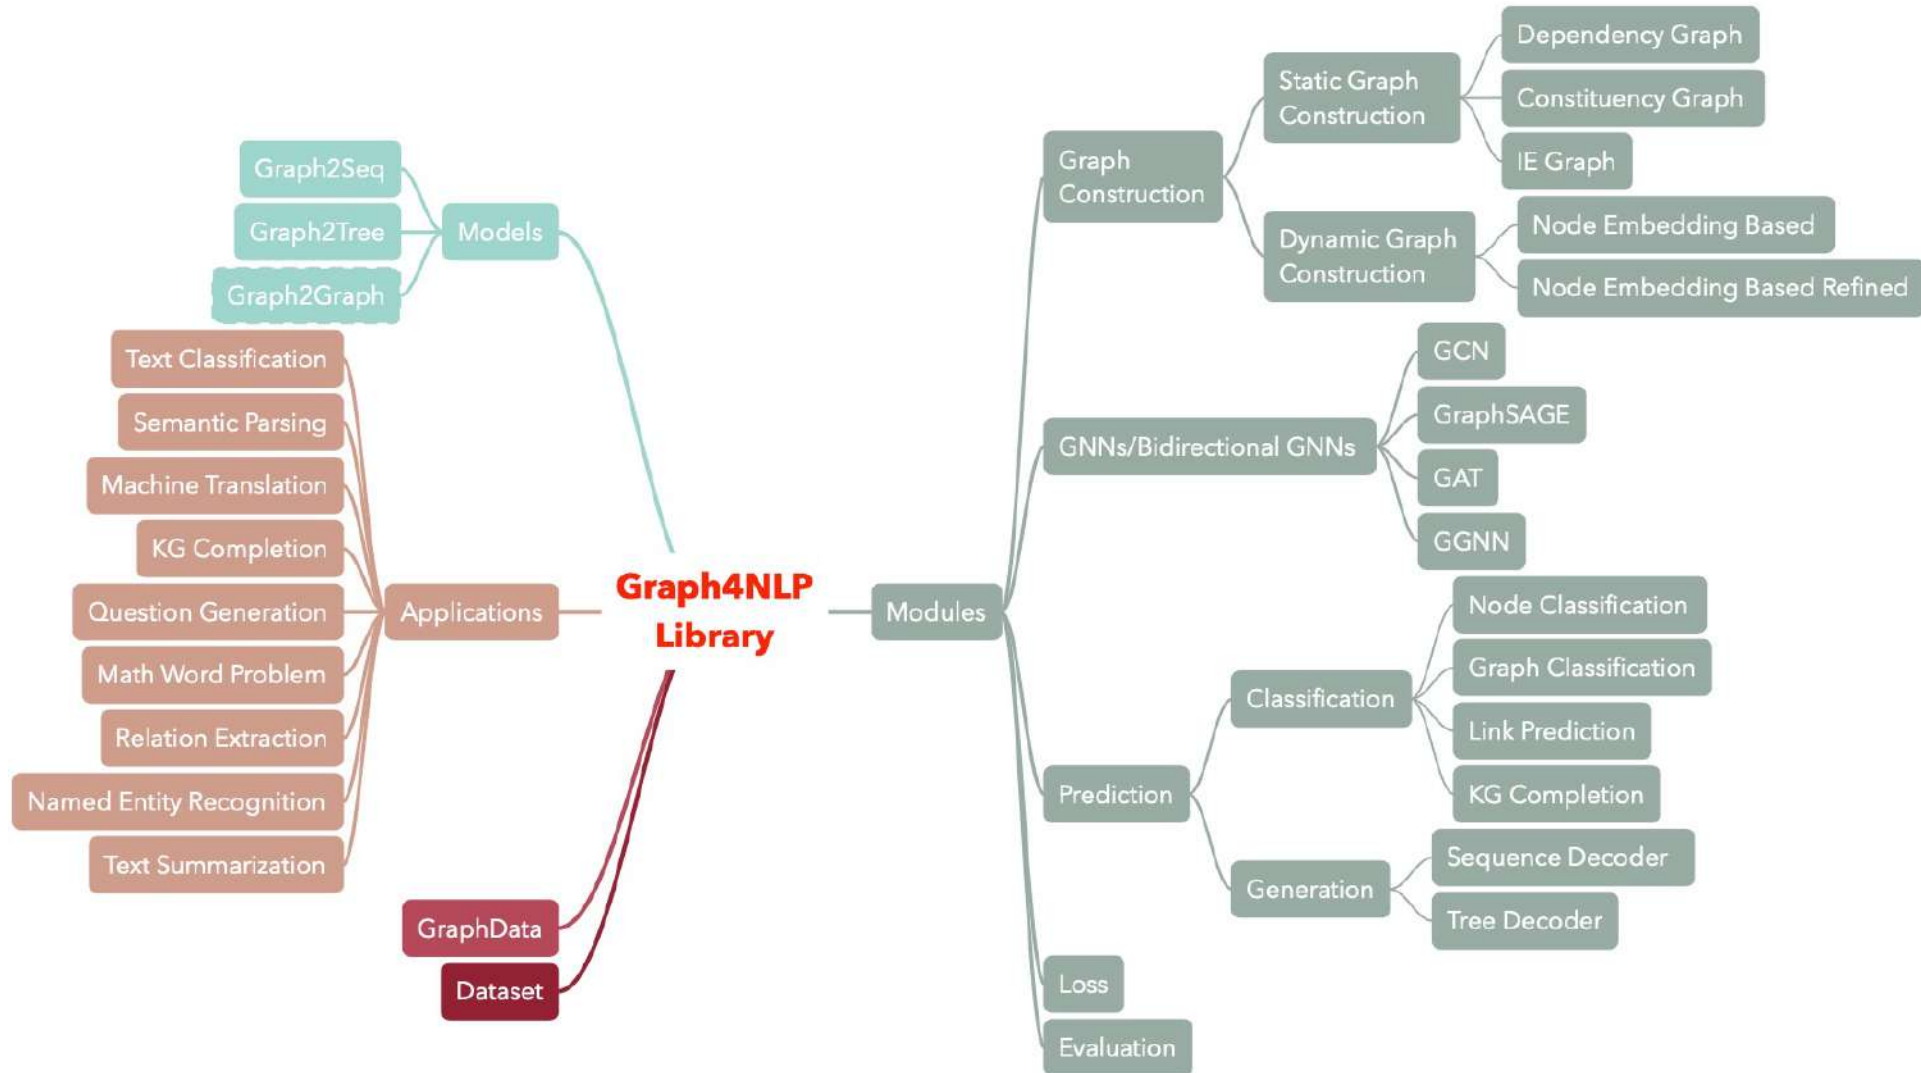 Graph2Seq
Graph2Tree
Graph2Graph
Models
Text Classification
Semantic Parsing
Machine Translation
KG Completion
Question Generation
Math Word Problem
Relation Extraction
Named Entity Recognition
Text Summarization
Applications
GraphData
Dataset
Graph4NLP
Library
Modules
Graph
Construction
Static Graph
Construction
Dependency Graph
Constituency Graph
IE Graph
Dynamic Graph
Construction
Node Embedding Based
Node Embedding Based Refined
GNNs/Bidirectional GNNs
GCN
GraphSAGE
GAT
GGNN
Prediction
Classification
Node Classification
Graph Classification
Link Prediction
KG Completion
Generation
Sequence Decoder
Tree Decoder
Loss
Evaluation